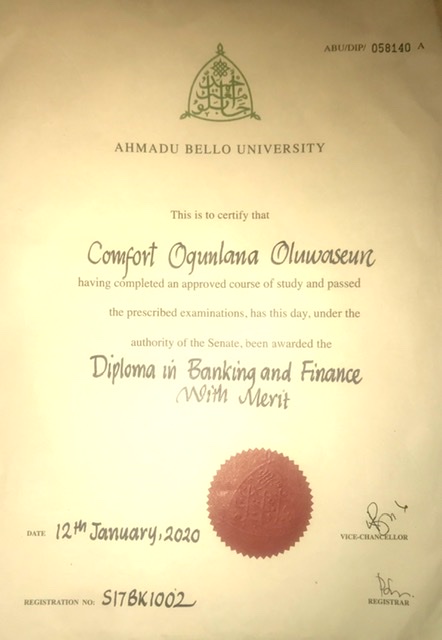 ABU/DIP/ 058140 A
AHMADU BELLO UNIVERSITY
This is to certify that
Comfort Ogunlana Oluwaseun
having completed an approved course of study and passed
the prescribed examinations, has this day, under the
authority of the Senate, been awarded the
Diploma in Banking and Finance
With Merit
DATE 12th January, 2020
VICE-CHANCELLOR
REGISTRATION NO: S17BK1002
REGISTRAR